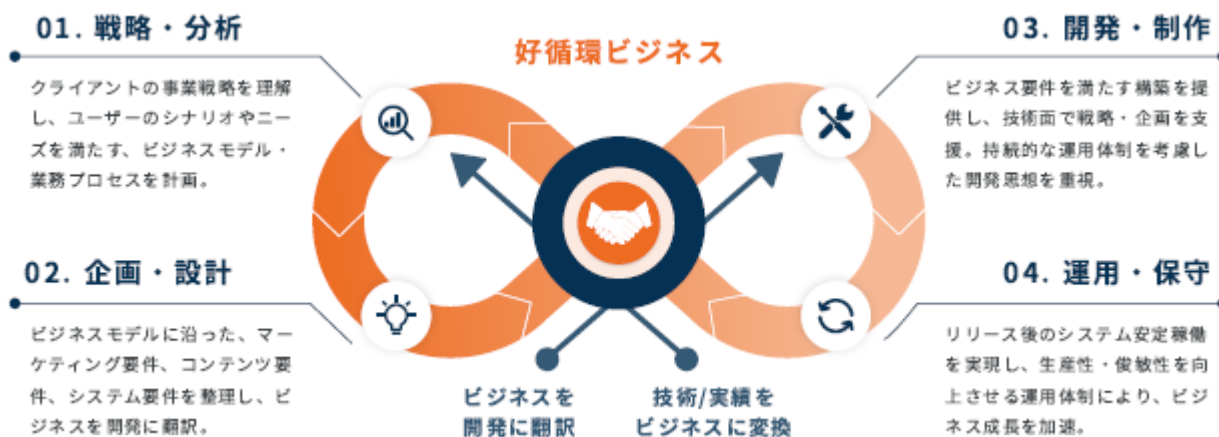 01. 戦略・分析
クライアントの事業戦略を理解
し、ユーザーのシナリオやニー
ズを満たす、ビジネスモデル・
業務プロセスを計画。
02. 企画・設計
ビジネスモデルに沿った、マー
ケティング要件、コンテンツ要
件、システム要件を整理し、ビ
ジネスを開発に翻訳。
好循環ビジネス
ビジネスを
開発に翻訳
技術/実績を
ビジネスに変換
03. 開発・制作
ビジネス要件を満たす構築を提
供し、技術面で戦略・企画を支
援。持続的な運用体制を考慮し
た開発思想を重視。
04. 運用・保守
リリース後のシステム安定稼働
を実現し、生産性・俊敏性を向
上させる運用体制により、ビジ
ネス成長を加速。